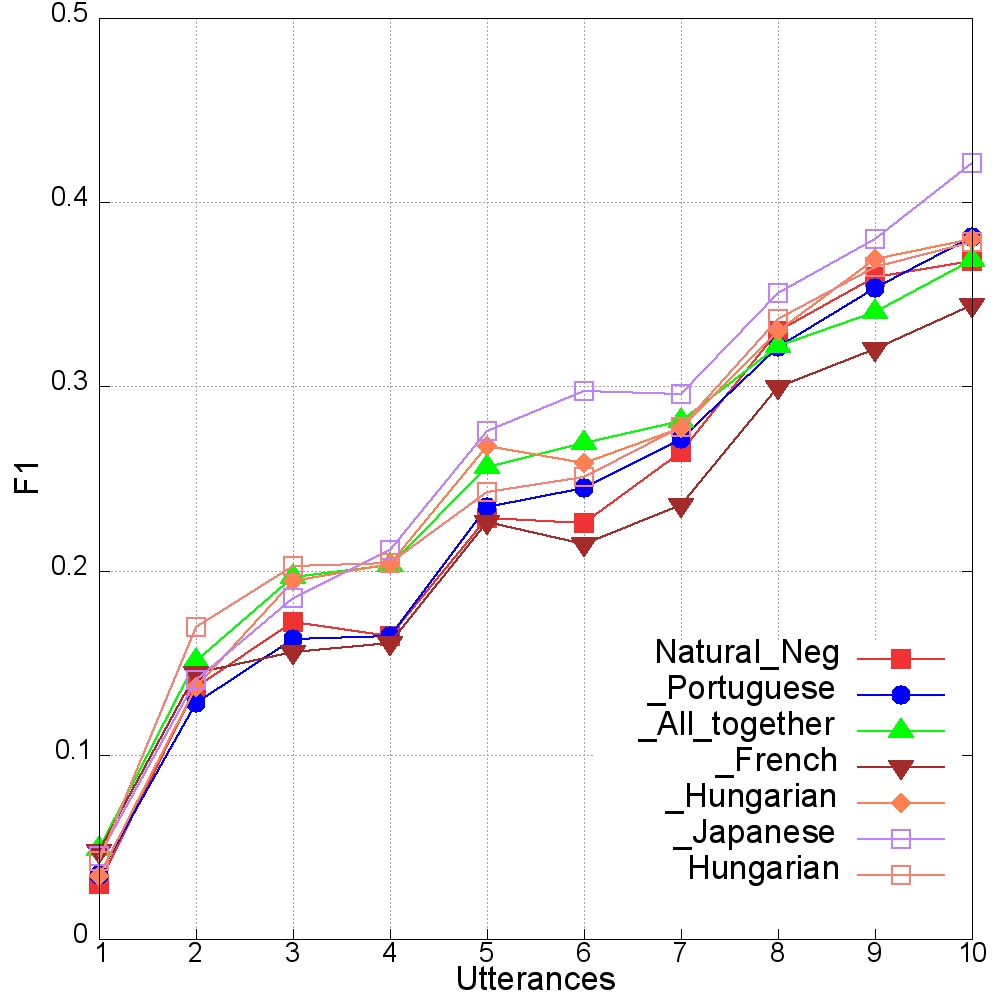 0.5
0.4
0.3
0.2
0.1
0
F1
1 2 3 4 5 6 7 8 9 10
Utterances
Natural_Neg
_Portuguese
_All_together
_French
_Hungarian
_Japanese
Hungarian